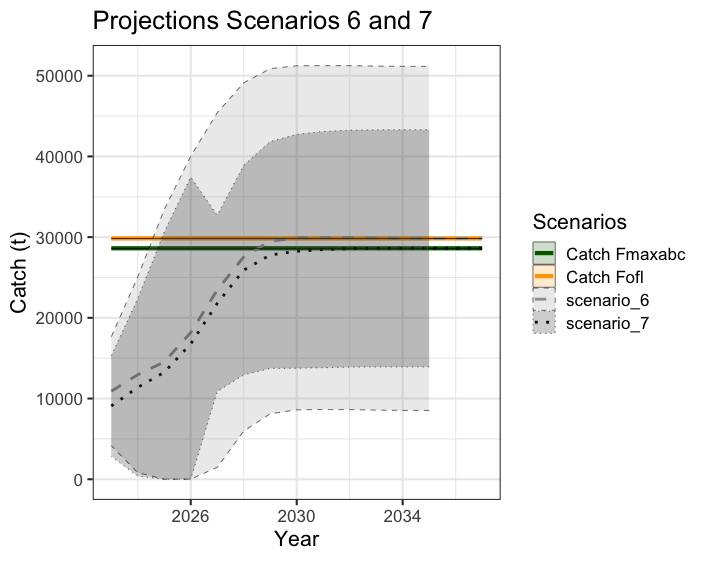 Projections Scenarios 6 and 7
50000
40000
30000
20000
10000
0
Catch (t)
2026
2030
2034
Year
Scenarios
Catch Fmaxabc
Catch Fofl
scenario_6
scenario_7